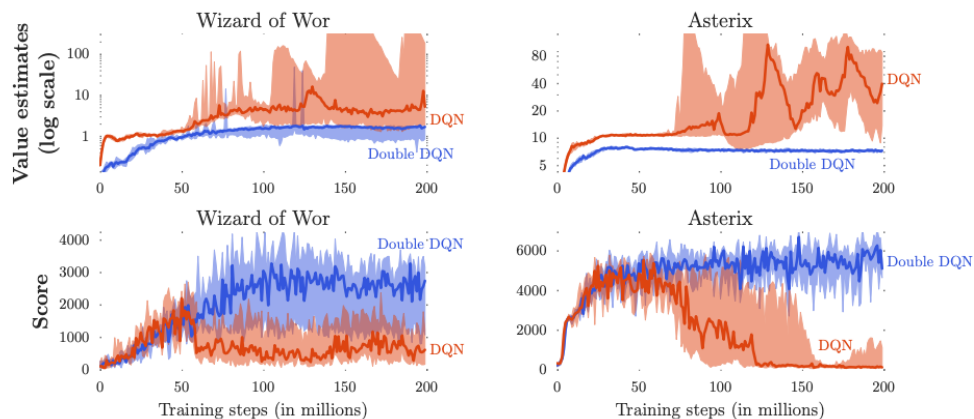 Wizard of Wor
Asterix
Value estimates
(log scale)
100
10
1
DQN
Double DQN
0
50
100
150
200
80
40
20
10
5
DQN
Double DQN
0
50
100
150
200
Wizard of Wor
Asterix
Score
4000
3000
2000
1000
0
Double DQN
DQN
0
50
100
150
200
Training steps (in millions)
6000
4000
2000
0
Double DQN
DQN
0
50
100
150
200
Training steps (in millions)